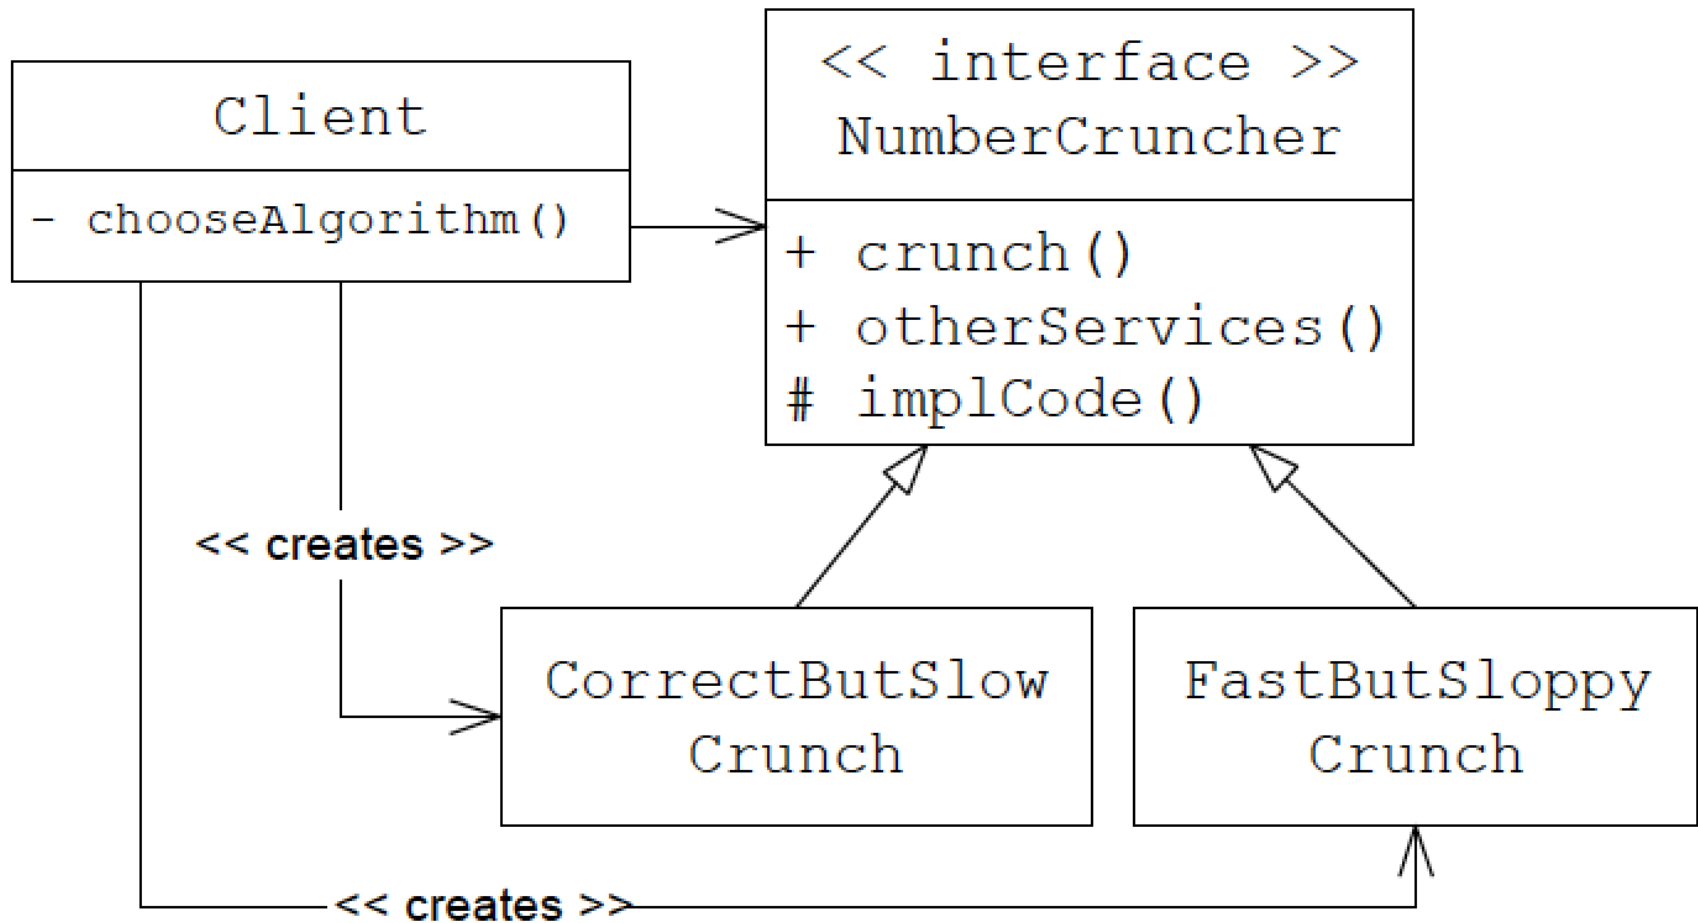 Client
- chooseAlgorithm()
<< interface >>
NumberCruncher
+ crunch()
+ otherServices()
# implCode()
<< creates >>
CorrectButSlow
Crunch
FastButSloppy
Crunch
<< creates >>